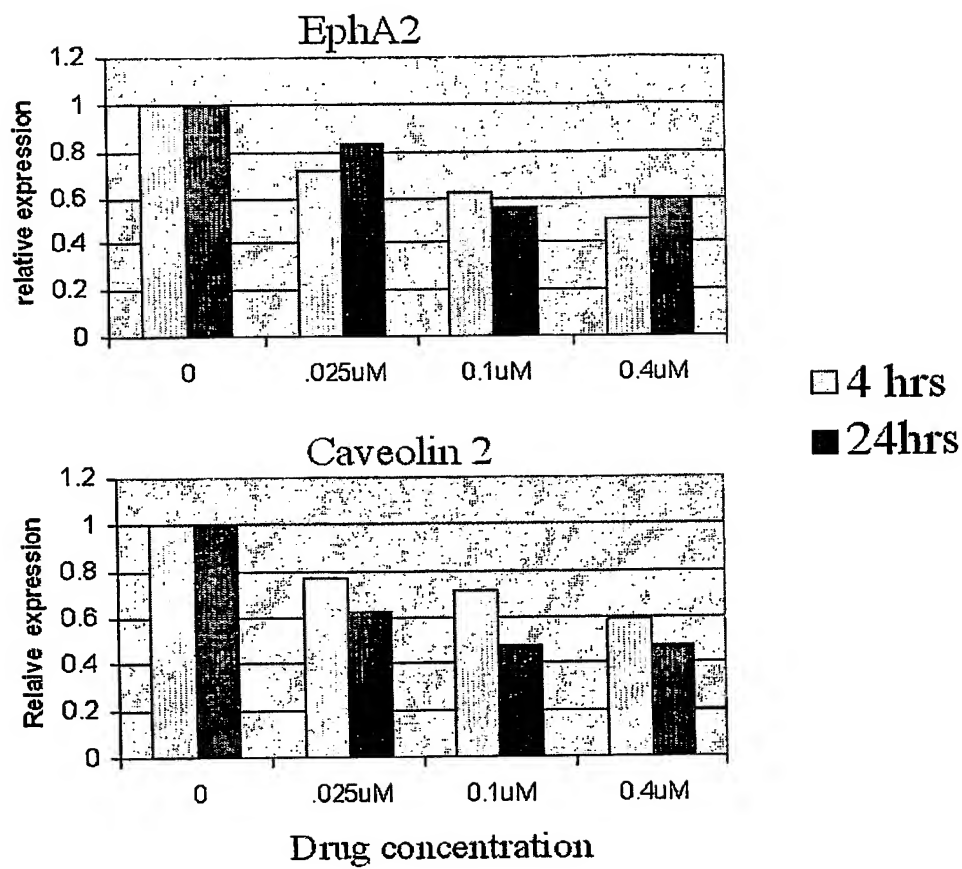 EphA2
relative expression
1.2
1
0.8
0.6
0.4
0.2
0
0 .025uM 0.1uM 0.4uM
4 hrs
24hrs
Caveolin 2
Relaive expression
1.2
1
0.8
0.6
0.4
0.2
0
0 .025uM 0.1uM 0.4uM
Drug concentration